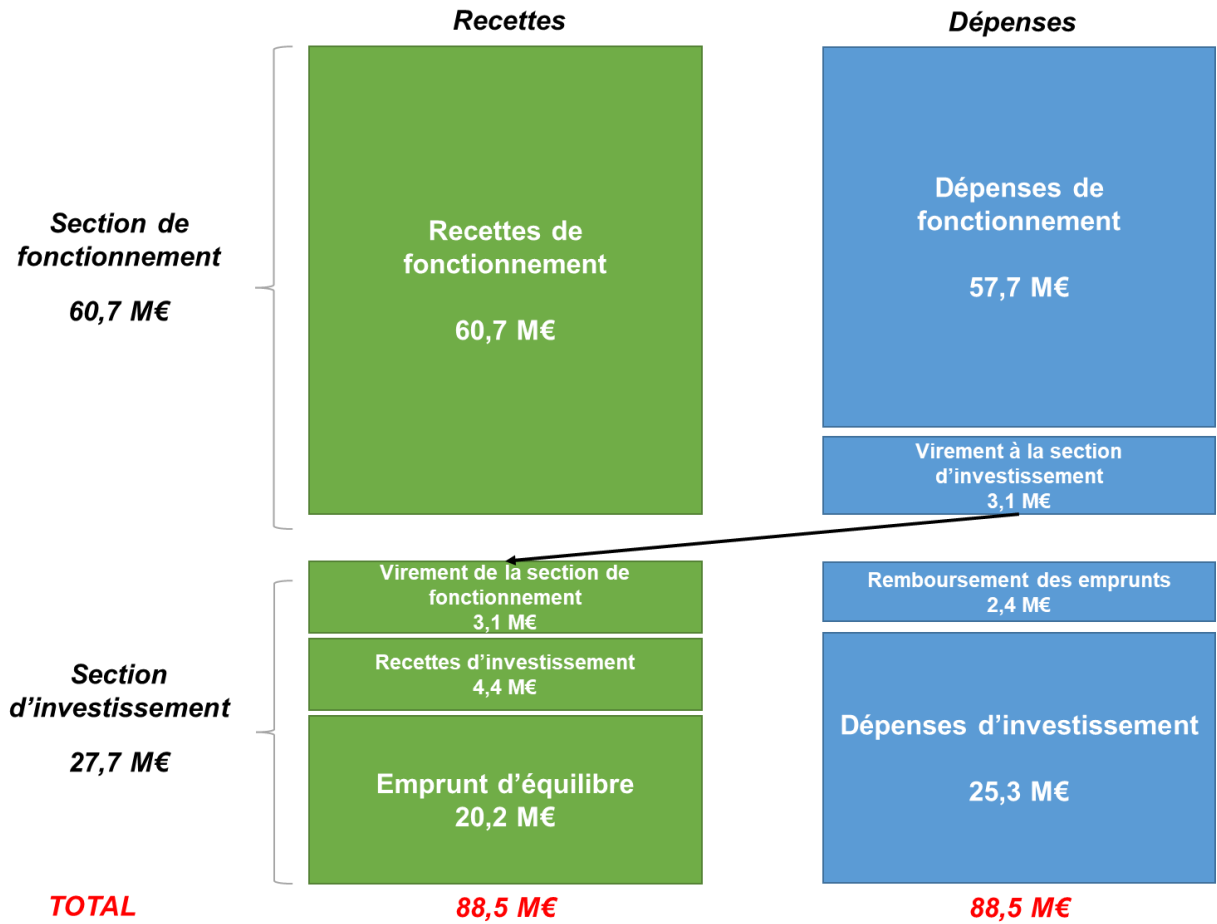 Recettes
Dépenses
Section de
fonctionnement
60,7 M€
Recettes de
fonctionnement
60,7 M€
Dépenses de
fonctionnement
57,7 M€
Virement à la section
d’investissement
3,1 M€
Section
d’investissement
27,7 M€
Virement de la section de
fonctionnement
3,1 M€
Recettes d’investissement
4,4 M€
Emprunt d’équilibre
20,2 M€
Remboursement des emprunts
2,4 M€
Dépenses d’investissement
25,3 M€
TOTAL
88,5 M€
88,5 M€